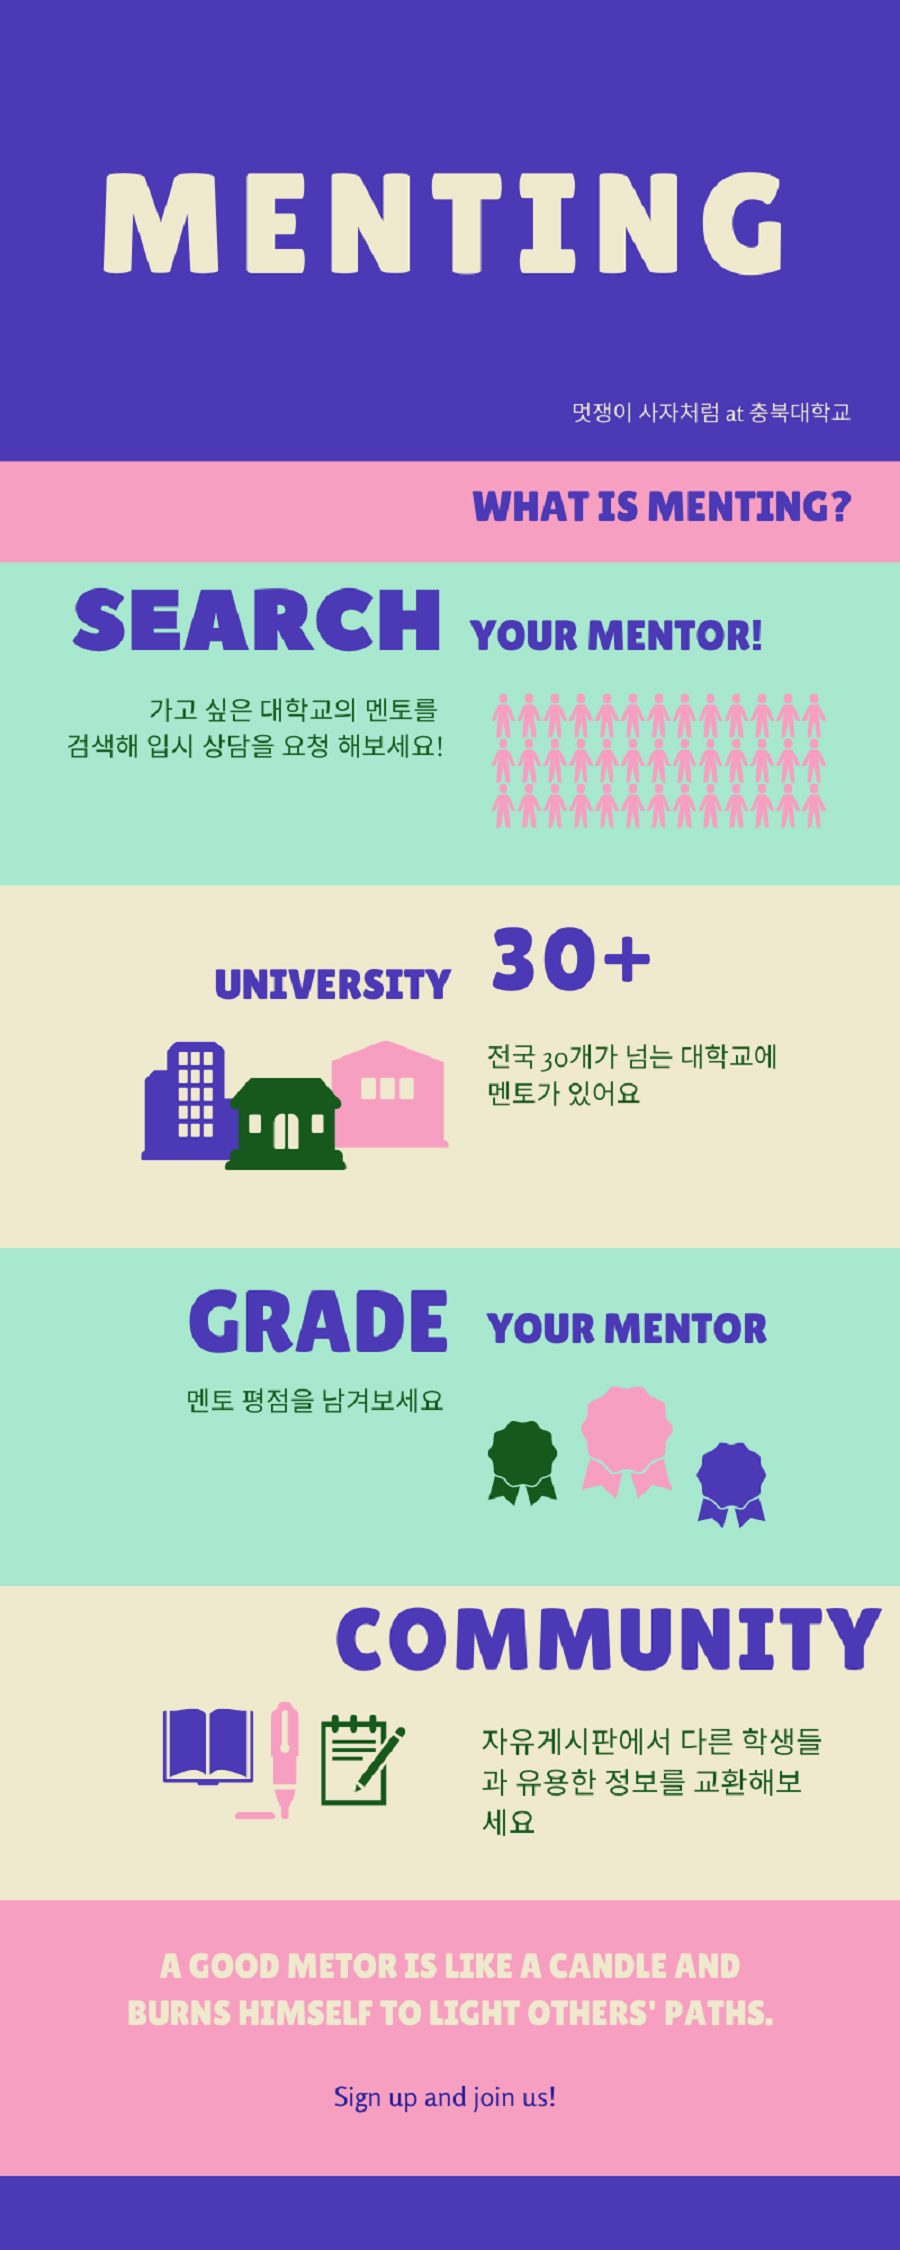 MENTING
멋쟁이 사자처럼 at 충북대학교
WHAT IS MENTING?
SEARCH YOUR MENTOR!
가고 싶은 대학교의 멘토를
검색해 입시 상담을 요청 해보세요!
UNIVERSITY 30+
전국 30개가 넘는 대학교에
멘토가 있어요
GRADE YOUR MENTOR
멘토 평점을 남겨보세요
COMMUNITY
자유게시판에서 다른 학생들
과 유용한 정보를 교환해보
세요
A GOOD METOR IS LIKE A CANDLE AND
BURNS HIMSELF TO LIGHT OTHERS' PATHS.
Sign up and join us!